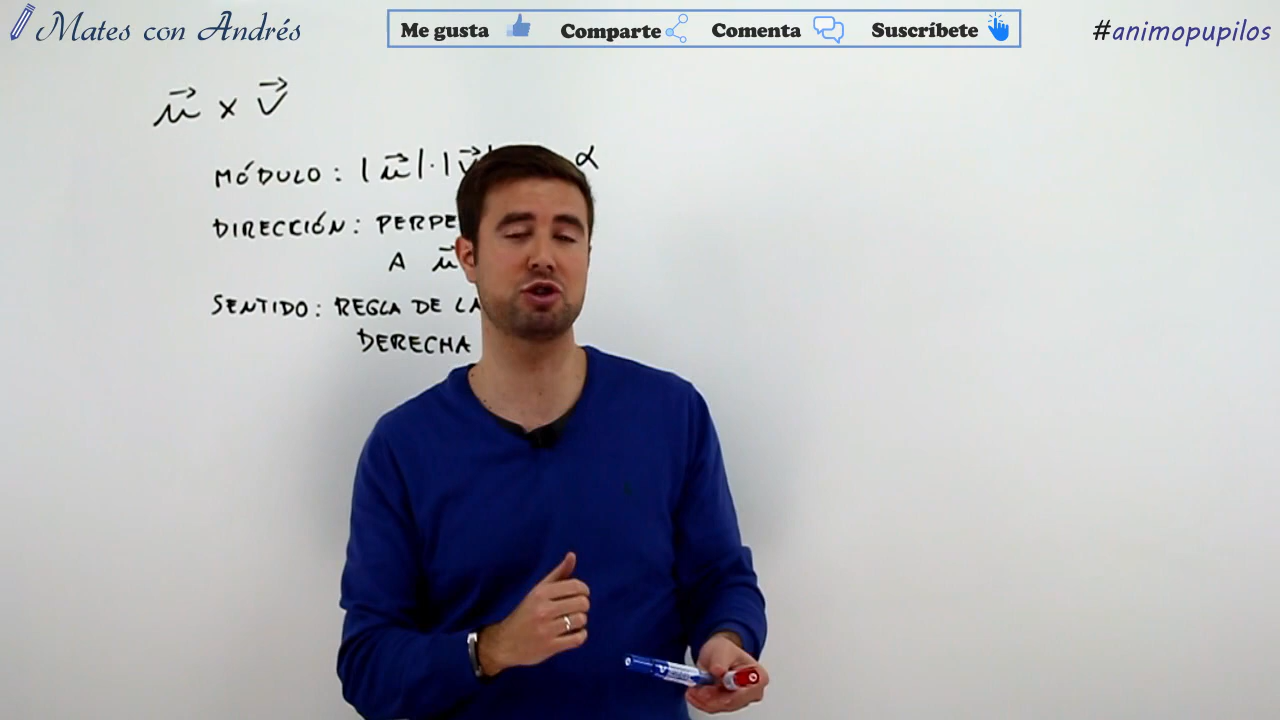 Mates con Andrés
Me gusta Comparte Comenta Suscríbete
#animopupilos
u⃗ x v⃗
MÓDULO: |u⃗|·|v⃗| α
DIRECCIÓN: PERPE
A u⃗
SENTIDO: REGLA DE LA
DERECHA